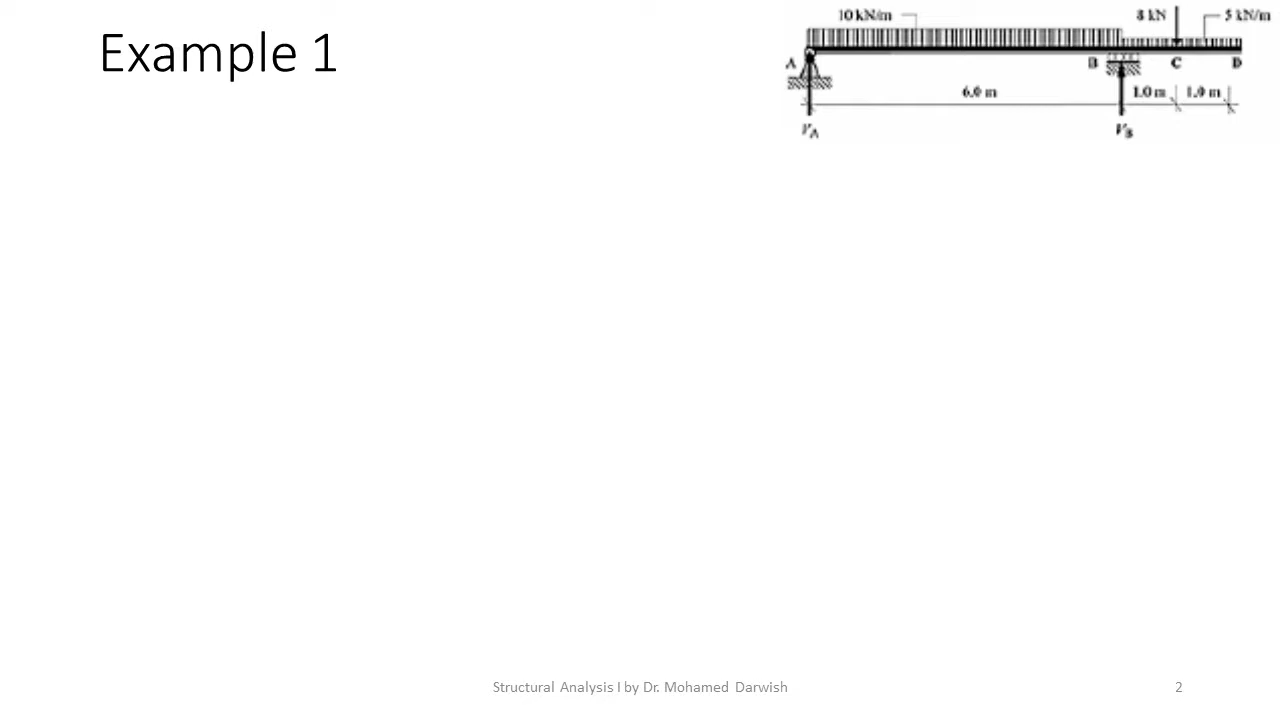 Example 1
10 kN/m
8 kN
5 kN/m
A
B
C
D
6.0 m
1.0 m
1.0 m
VA
VB
Structural Analysis I by Dr. Mohamed Darwish
2